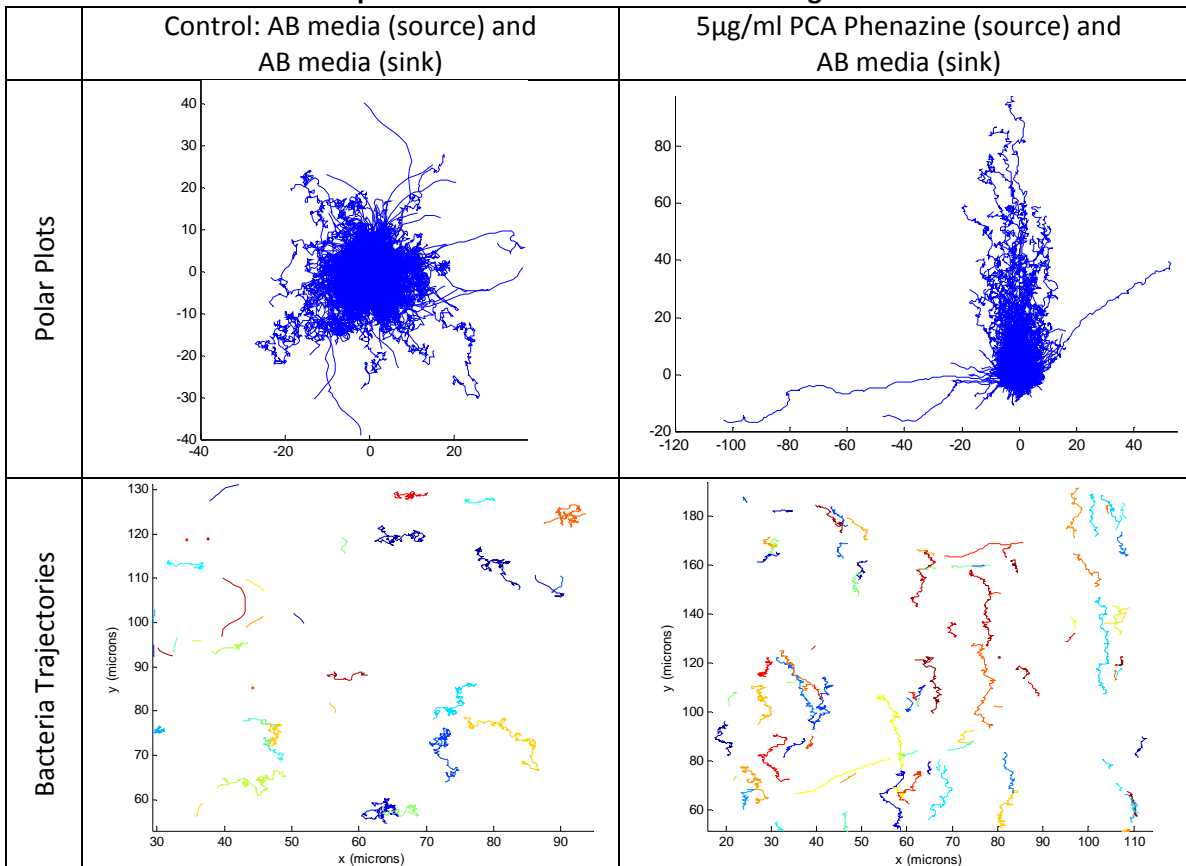 Control: AB media (source) and
AB media (sink)
5µg/ml PCA Phenazine (source) and
AB media (sink)
Polar Plots
40
30
20
10
0
-10
-20
-30
-40
-40 -20 0 20
80
60
40
20
0
-20
-120 -100 -80 -60 -40 -20 0 20 40
Bacteria Trajectories
y (microns)
130
120
110
100
90
80
70
60
30 40 50 60 70 80 90
x (microns)
y (microns)
180
160
140
120
100
80
60
20 30 40 50 60 70 80 90 100 110
x (microns)